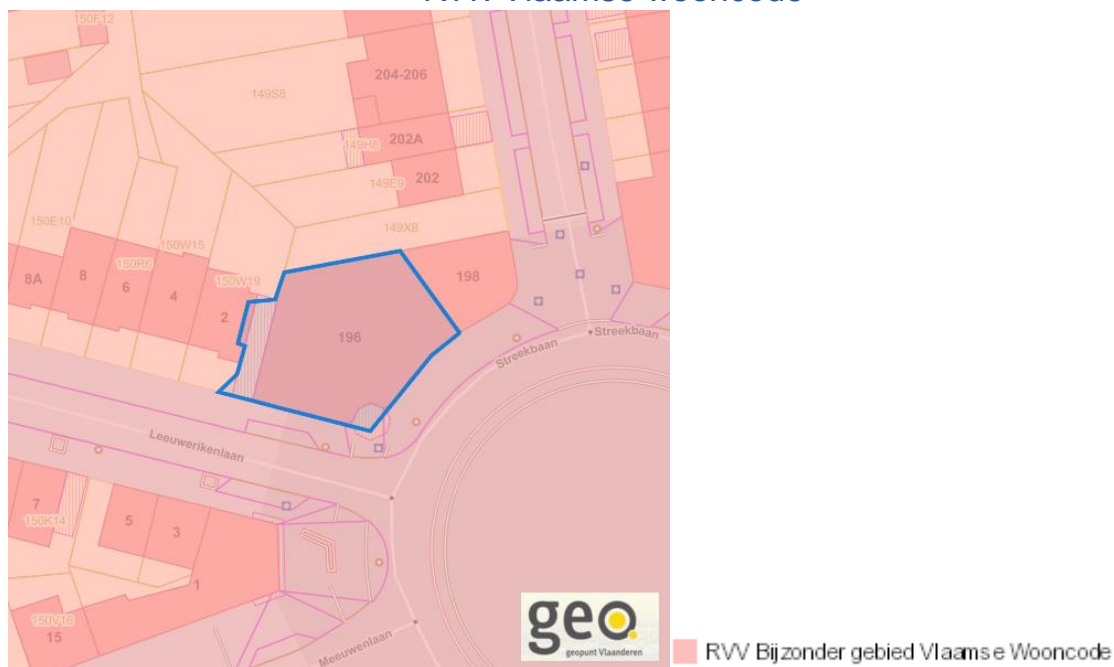 RVV Vlaamse wooncode
150F12
204-206
149S8
202A
149H8
202
149E9
149X8
150E10
150W15
150R6
150W19
8A
8
6
4
2
198
196
Streekbaan
Streekbaan
Leeuwerikenlaan
7
150K14
5
3
1
150V16
15
Meeuwenlaan
geo
geopunt Vlaanderen
RVV Bijzonder gebied Vlaamse Wooncode